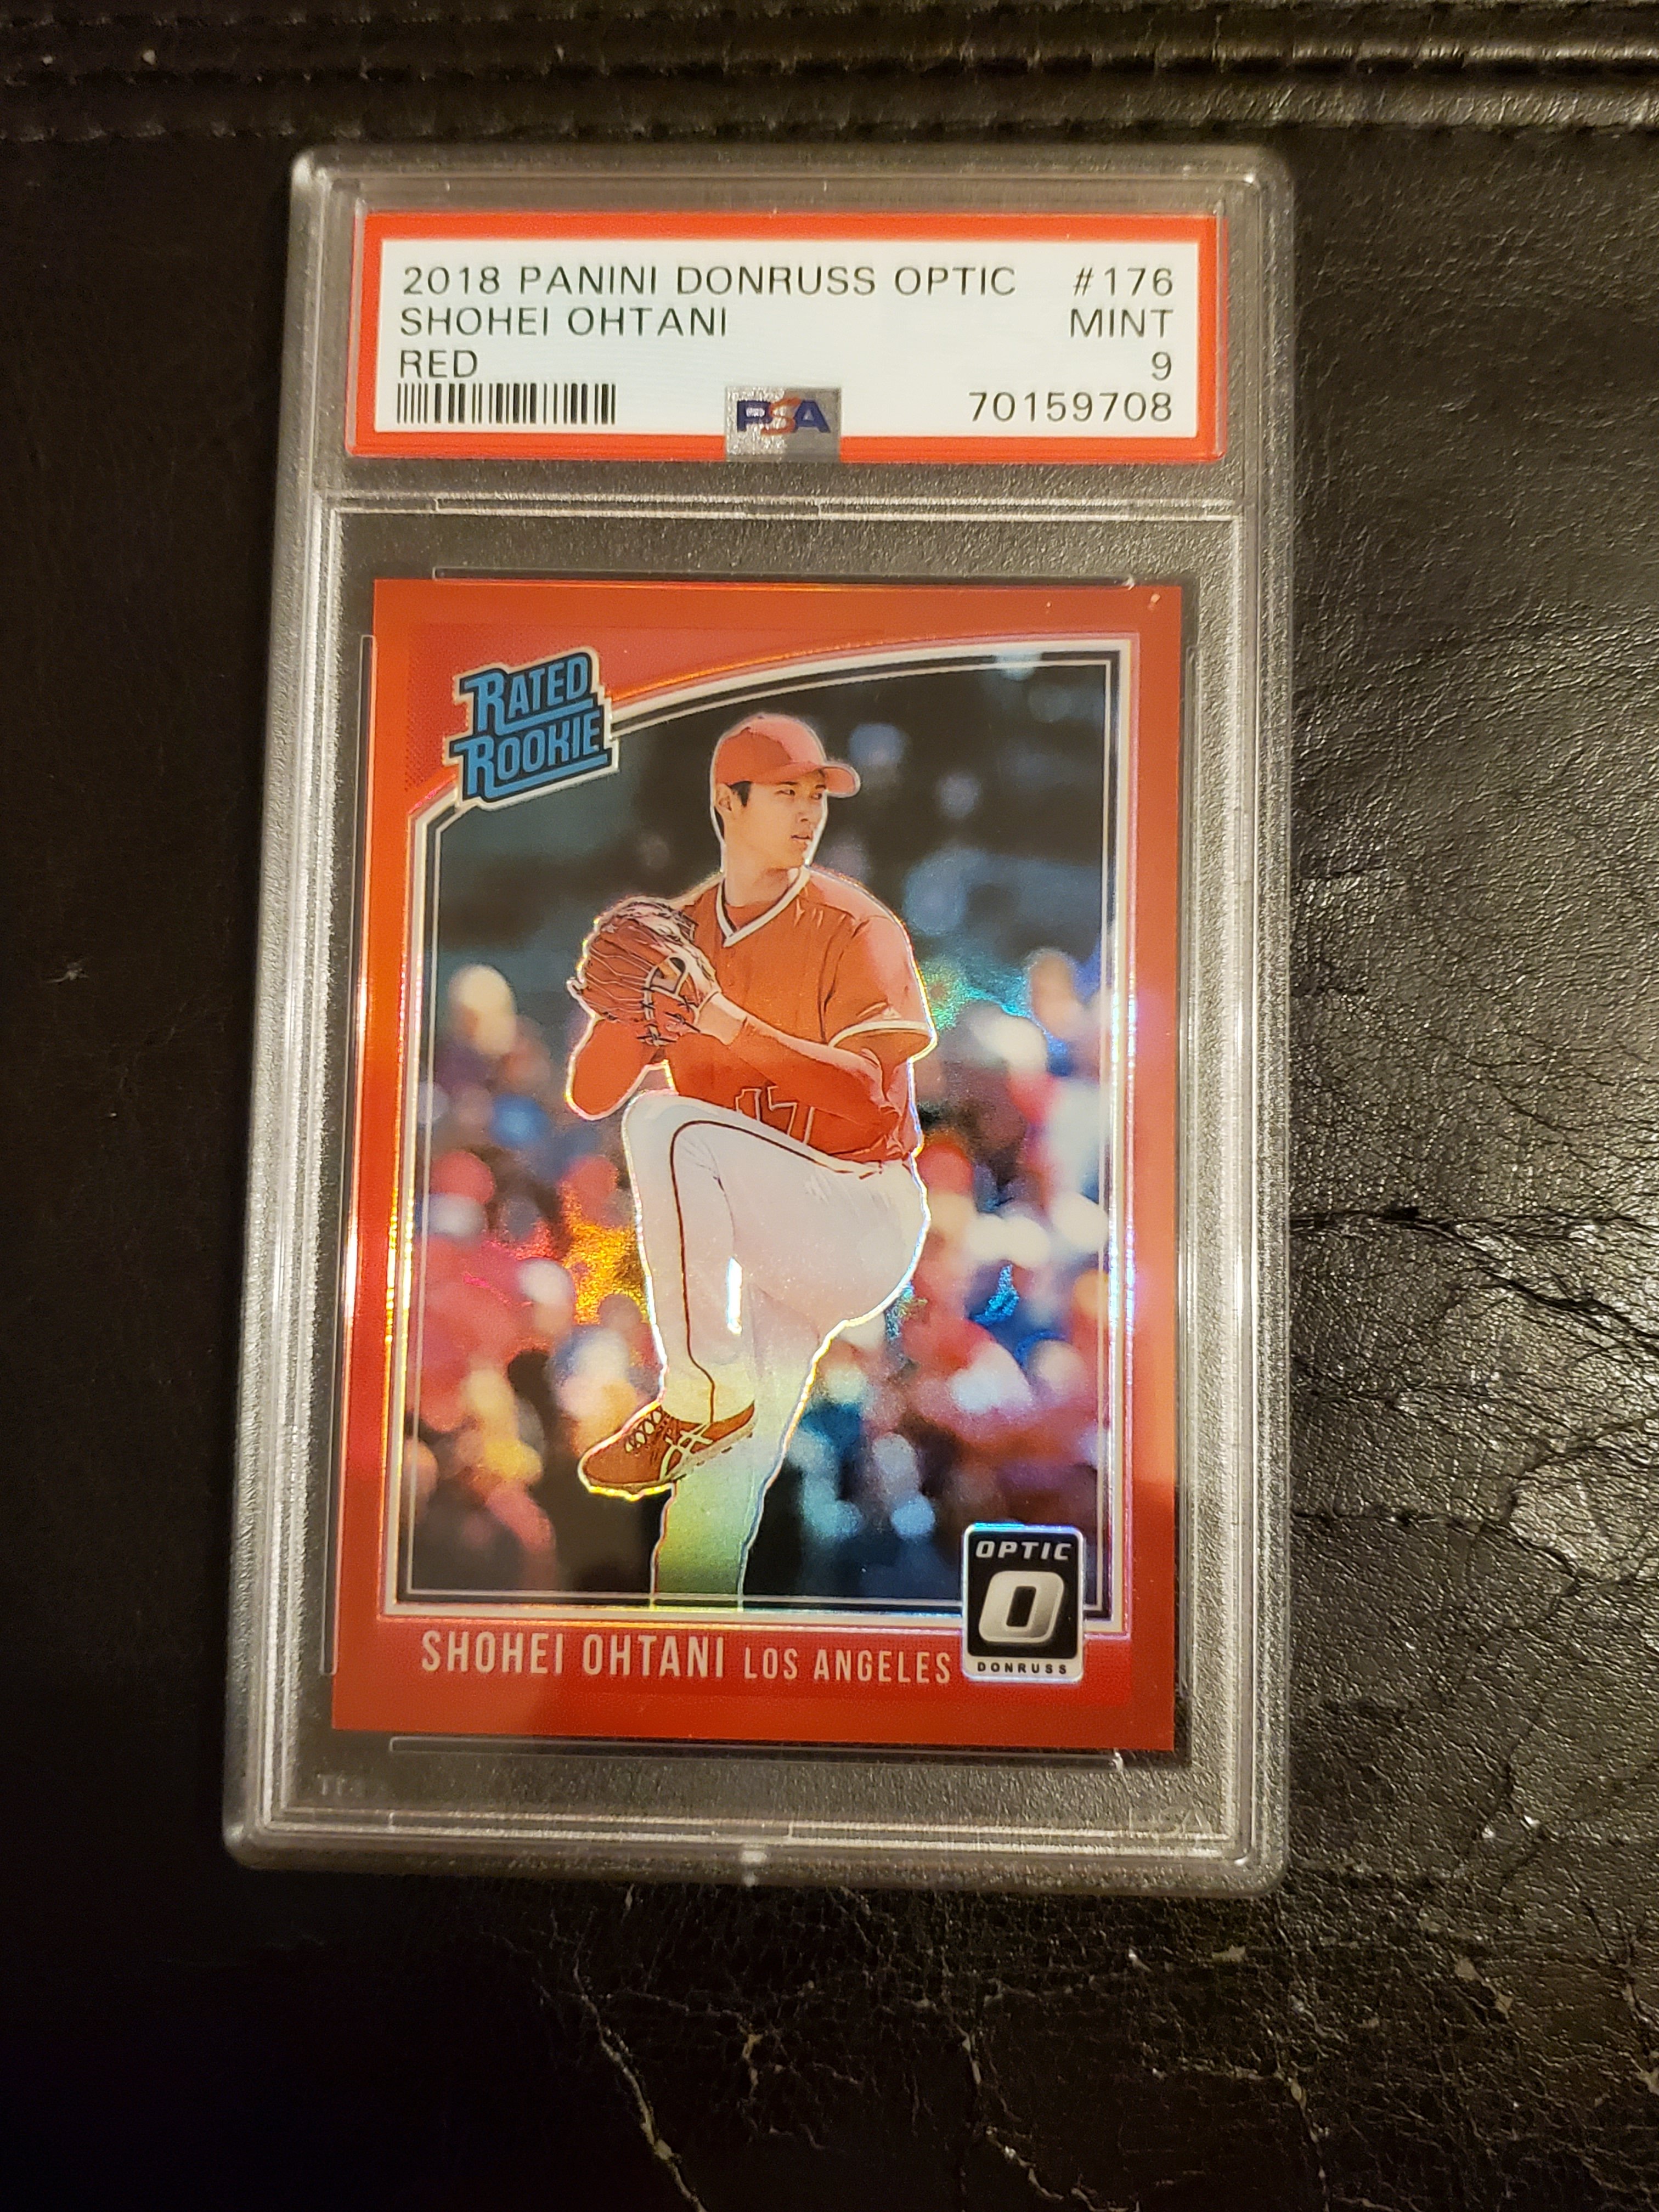 2018 PANINI DONRUSS OPTIC #176
SHOHEI OHTANI MINT
RED 9
PSA 70159708
RATED
ROOKIE
17
OPTIC
O
DONRUSS
SHOHEI OHTANI LOS ANGELES